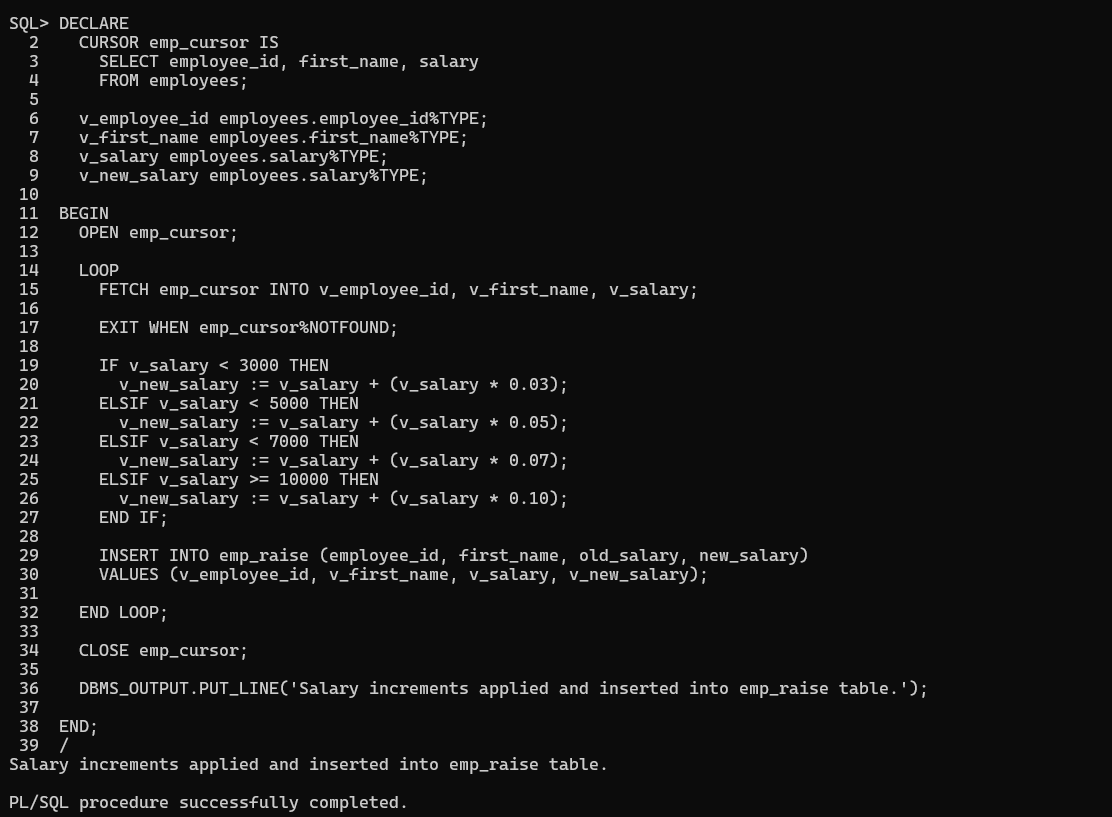 SQL> DECLARE
  2    CURSOR emp_cursor IS
  3      SELECT employee_id, first_name, salary
  4      FROM employees;
  5
  6    v_employee_id employees.employee_id%TYPE;
  7    v_first_name employees.first_name%TYPE;
  8    v_salary employees.salary%TYPE;
  9    v_new_salary employees.salary%TYPE;
 10
 11  BEGIN
 12    OPEN emp_cursor;
 13
 14    LOOP
 15      FETCH emp_cursor INTO v_employee_id, v_first_name, v_salary;
 16
 17      EXIT WHEN emp_cursor%NOTFOUND;
 18
 19      IF v_salary < 3000 THEN
 20        v_new_salary := v_salary + (v_salary * 0.03);
 21      ELSIF v_salary < 5000 THEN
 22        v_new_salary := v_salary + (v_salary * 0.05);
 23      ELSIF v_salary < 7000 THEN
 24        v_new_salary := v_salary + (v_salary * 0.07);
 25      ELSIF v_salary >= 10000 THEN
 26        v_new_salary := v_salary + (v_salary * 0.10);
 27      END IF;
 28
 29      INSERT INTO emp_raise (employee_id, first_name, old_salary, new_salary)
 30      VALUES (v_employee_id, v_first_name, v_salary, v_new_salary);
 31
 32    END LOOP;
 33
 34    CLOSE emp_cursor;
 35
 36    DBMS_OUTPUT.PUT_LINE('Salary increments applied and inserted into emp_raise table.');
 37
 38  END;
 39  /
Salary increments applied and inserted into emp_raise table.

PL/SQL procedure successfully completed.